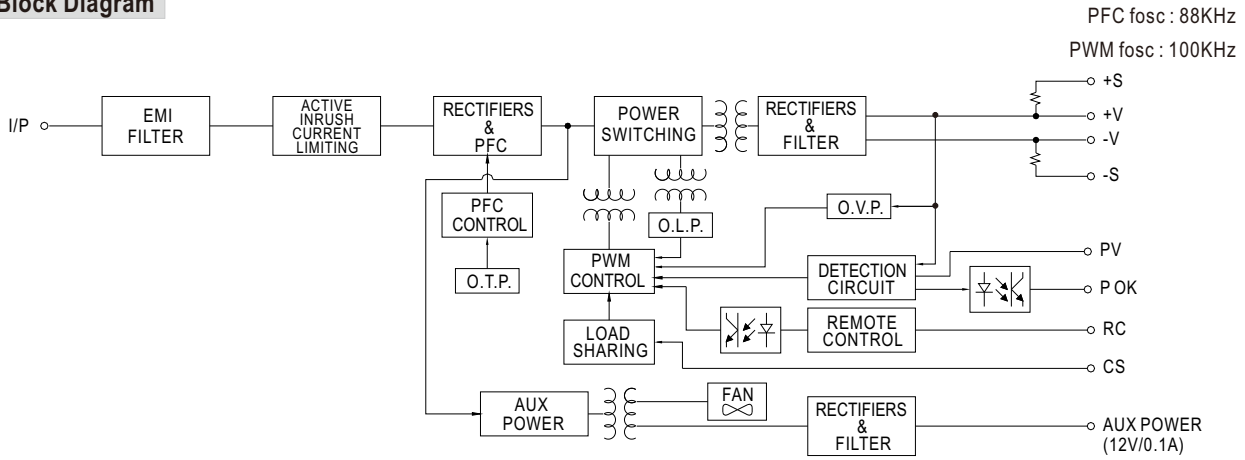 Block Diagram
PFC fosc : 88KHz
PWM fosc : 100KHz
I/P
EMI
FILTER
ACTIVE
INRUSH
CURRENT
LIMITING
RECTIFIERS
&
PFC
POWER
SWITCHING
RECTIFIERS
&
FILTER
+S
+V
-V
-S
PFC
CONTROL
O.T.P.
O.L.P.
O.V.P.
PWM
CONTROL
DETECTION
CIRCUIT
PV
P OK
LOAD
SHARING
REMOTE
CONTROL
RC
CS
AUX
POWER
FAN
RECTIFIERS
&
FILTER
AUX POWER
(12V/0.1A)